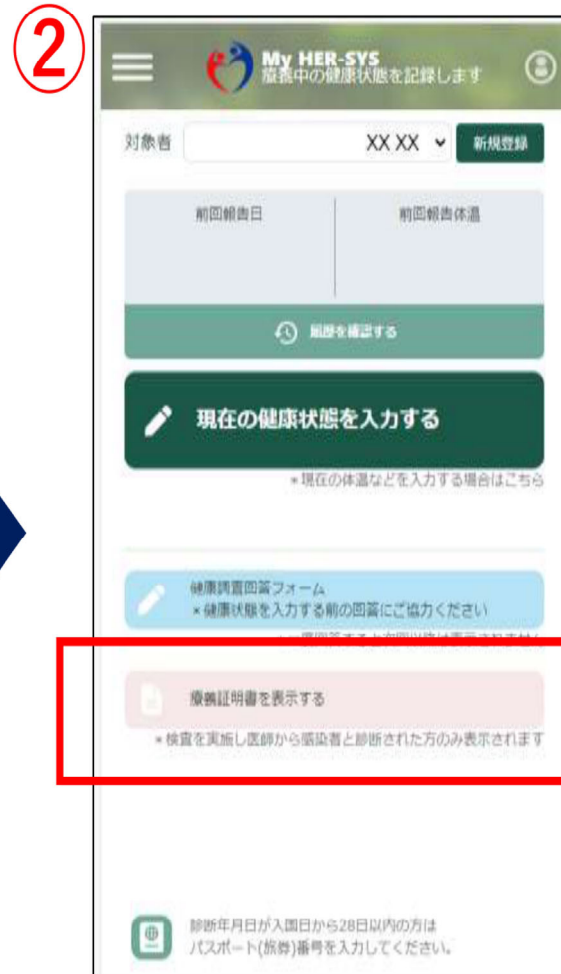 ②
My HER-SYS
療養中の健康状態を記録します
対象者
XX XX
新規登録
前回報告日
前回報告体温
履歴を確認する
現在の健康状態を入力する
*現在の体温などを入力する場合はこちら
健康調査回答フォーム
*健康状態を入力する前の回答にご協力ください
療養証明書を表示する
*検査を実施し医師から感染者と診断された方のみ表示されます
診断年月日が入国日から28日以内の方は
パスポート(旅券)番号を入力してください。